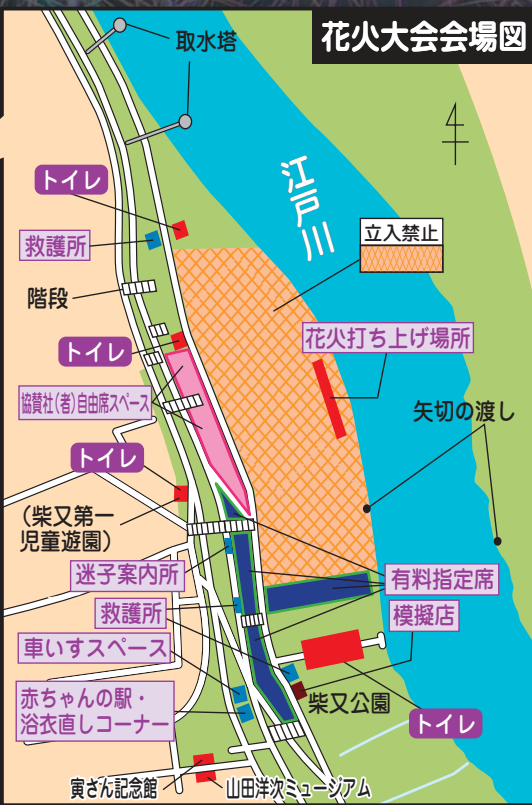 花火大会会場図
取水塔
江戸川
トイレ
救護所
立入禁止
階段
花火打ち上げ場所
トイレ
協賛社(者)自由席スペース
矢切の渡し
トイレ
(柴又第一
児童遊園)
迷子案内所
有料指定席
救護所
模擬店
車いすスペース
赤ちゃんの駅・
浴衣直しコーナー
柴又公園
トイレ
寅さん記念館
山田洋次ミュージアム